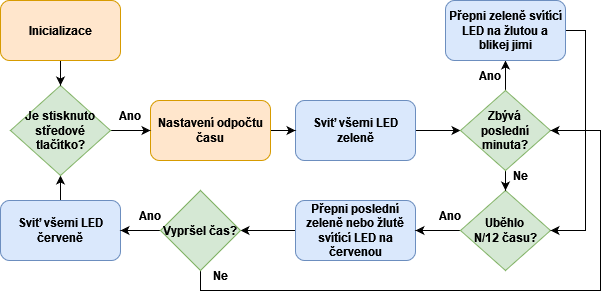 Inicializace
Přepni zeleně svítící
LED na žlutou a
blikej jimi
Ano
Je stisknuto
středové
tlačítko?
Ano
Nastavení odpočtu
času
Sviť všemi LED
zeleně
Zbývá
poslední
minuta?
Ne
Sviť všemi LED
červeně
Ano
Vypršel čas?
Přepni poslední
zeleně nebo žlutě
svítící LED na
červenou
Ano
Uběhlo
N/12 času?
Ne